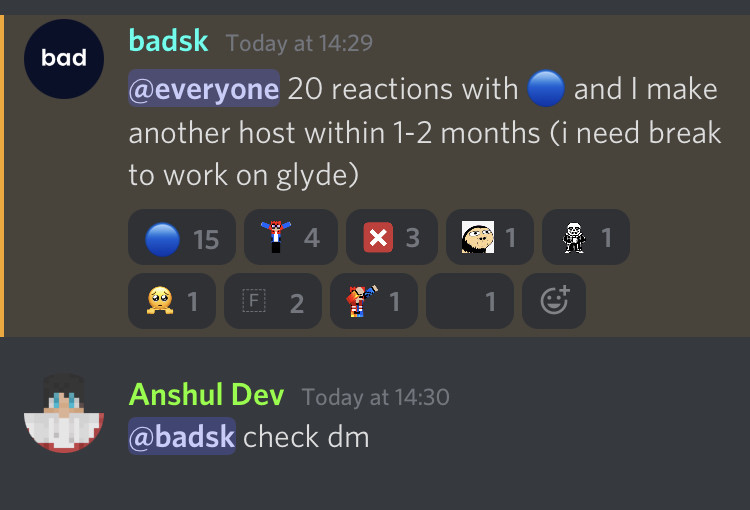 bad
badsk Today at 14:29
@everyone 20 reactions with 🔵 and I make
another host within 1-2 months (i need break
to work on glyde)
15 4 3 1 1
1 F 2 1 1
Anshul Dev Today at 14:30
@badsk check dm